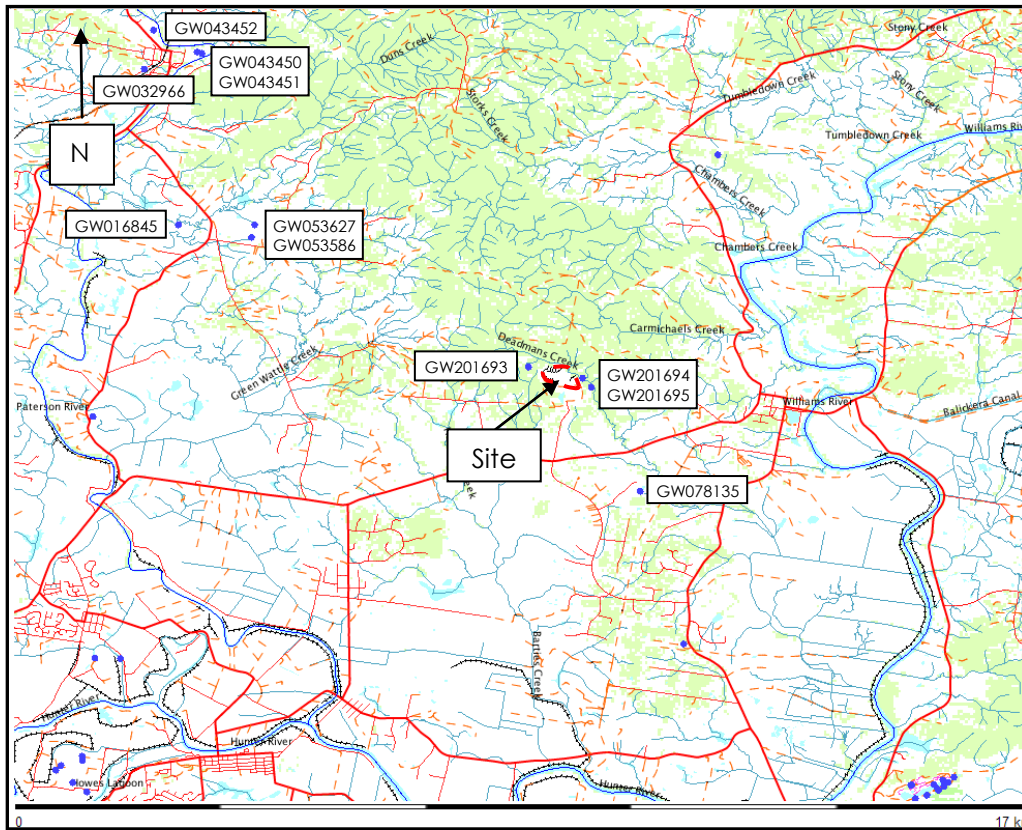 GW043452
Stony Creek
Duns Creek
GW043450
GW043451
Stony Creek
GW032966
Tumbledown Creek
Storks Creek
Tumbledown Creek
Williams Riv
N
Chambers Creek
GW016845
GW053627
GW053586
Chambers Creek
Carmichaels Creek
Deadmans Creek
Green Wattle Creek
GW201693
GW201694
GW201695
Paterson River
Williams River
Balickera Canal
Site
eek
GW078135
Barties Creek
Hunter River
Hunter River
Howes Lagoon
Hunter River
0
17 k